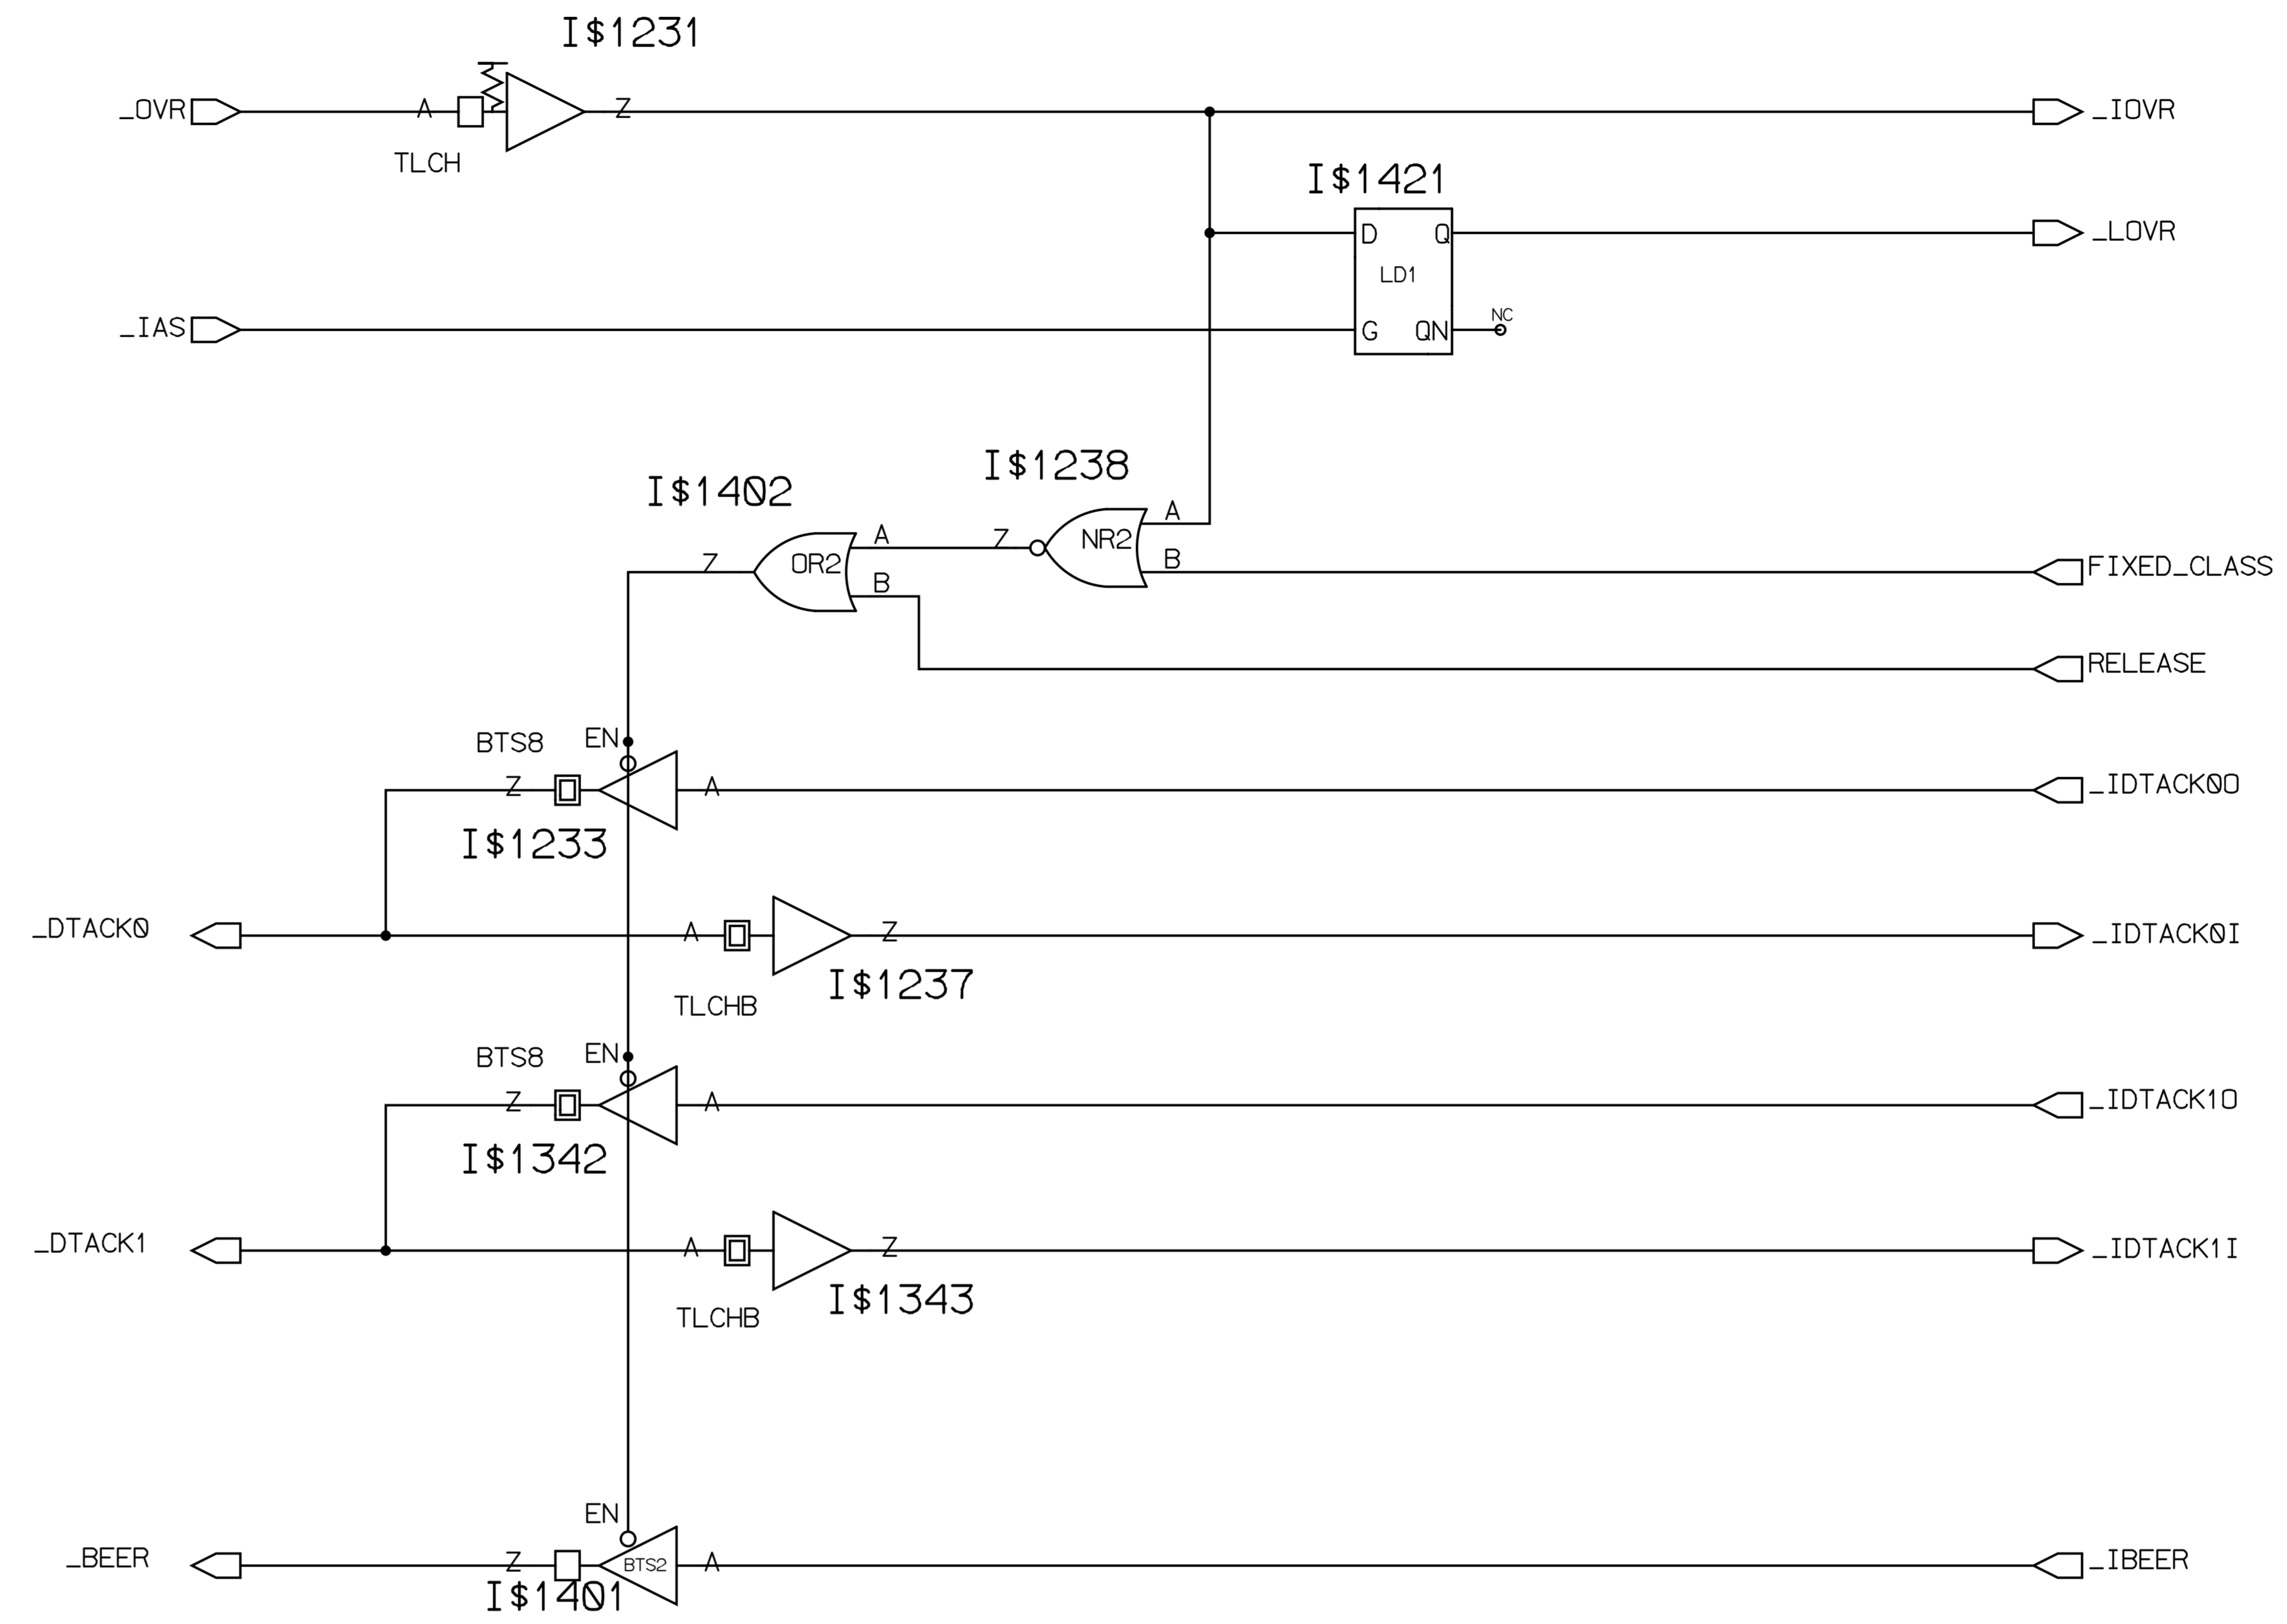 I$1231
_OVR A Z _IOVR
TLCH
I$1421
D Q _LOVR
LD1
_IAS G QN NC
I$1238
I$1402
A
A Z NR2
Z OR2 B FIXED_CLASS
B
RELEASE
BTS8 EN
Z A _IDTACK0O
I$1233
_DTACK0 A Z _IDTACK0I
I$1237
TLCHB
BTS8 EN
Z A _IDTACK1O
I$1342
_DTACK1 A Z _IDTACK1I
I$1343
TLCHB
EN
_BEER Z BTS2 A _IBEER
I$1401